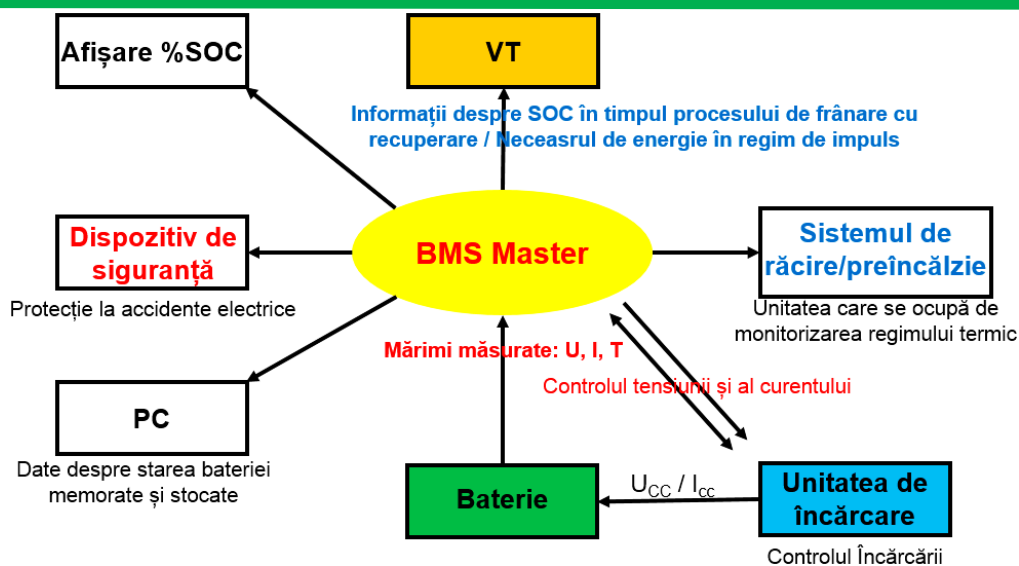 Afișare %SOC
VT
Informații despre SOC în timpul procesului de frânare cu
recuperare / Neceasrul de energie în regim de impuls
Dispozitiv de
siguranță
Protecție la accidente electrice
BMS Master
Sistemul de
răcire/preîncălzie
Unitatea care se ocupă de
monitorizarea regimului termic
Mărimi măsurate: U, I, T
Controlul tensiunii și al curentului
PC
Date despre starea bateriei
memorate și stocate
Baterie
U_CC / I_cc
Unitatea de
încărcare
Controlul Încărcării